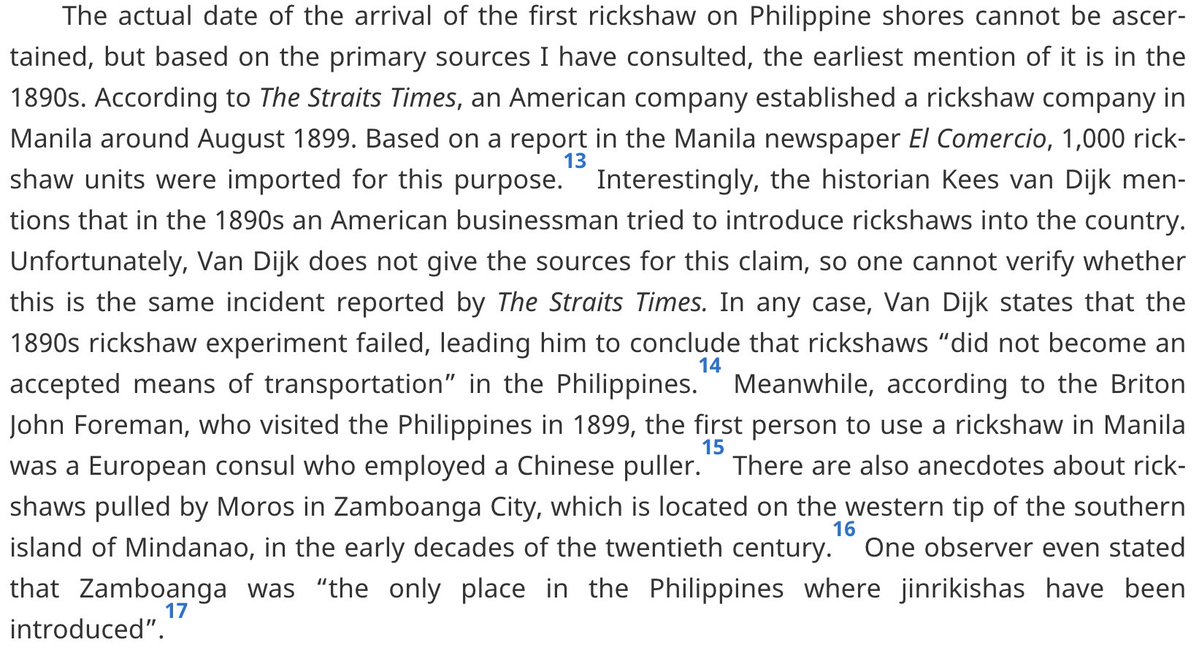 The actual date of the arrival of the first rickshaw on Philippine shores cannot be ascer-
tained, but based on the primary sources I have consulted, the earliest mention of it is in the
1890s. According to The Straits Times, an American company established a rickshaw company in
Manila around August 1899. Based on a report in the Manila newspaper El Comercio, 1,000 rick-
shaw units were imported for this purpose.13 Interestingly, the historian Kees van Dijk men-
tions that in the 1890s an American businessman tried to introduce rickshaws into the country.
Unfortunately, Van Dijk does not give the sources for this claim, so one cannot verify whether
this is the same incident reported by The Straits Times. In any case, Van Dijk states that the
1890s rickshaw experiment failed, leading him to conclude that rickshaws “did not become an
accepted means of transportation” in the Philippines.14 Meanwhile, according to the Briton
John Foreman, who visited the Philippines in 1899, the first person to use a rickshaw in Manila
was a European consul who employed a Chinese puller.15 There are also anecdotes about rick-
shaws pulled by Moros in Zamboanga City, which is located on the western tip of the southern
island of Mindanao, in the early decades of the twentieth century.16 One observer even stated
that Zamboanga was “the only place in the Philippines where jinrikishas have been
introduced”.17